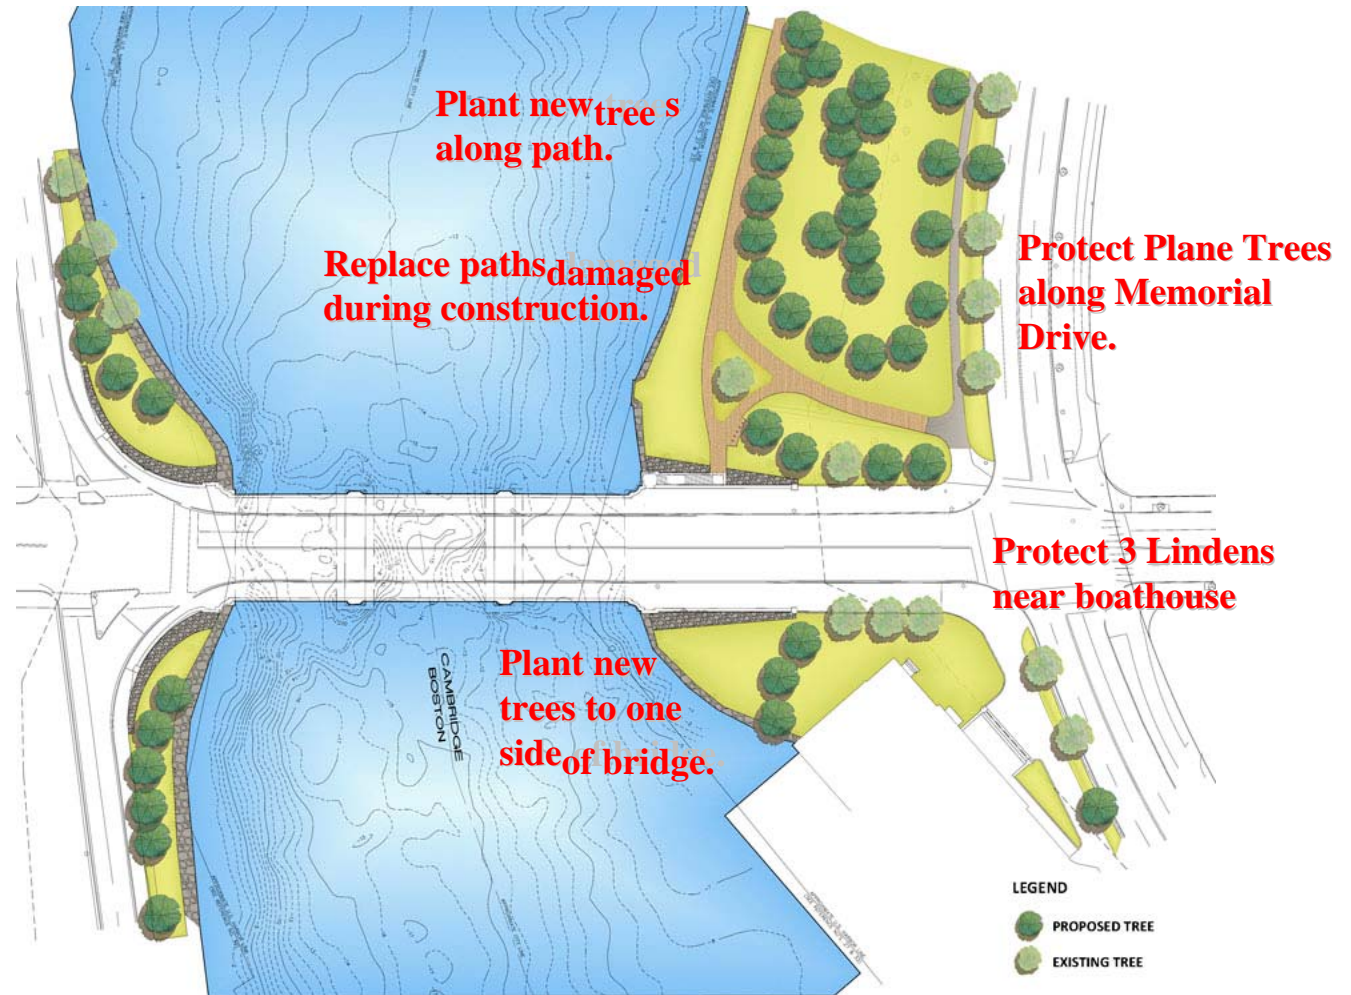 Plant new trees
along path.
Replace paths damaged
during construction.
Protect Plane Trees
along Memorial
Drive.
Protect 3 Lindens
near boathouse
Plant new
trees to one
side of bridge.
CAMBRIDGE
BOSTON
LEGEND
PROPOSED TREE
EXISTING TREE